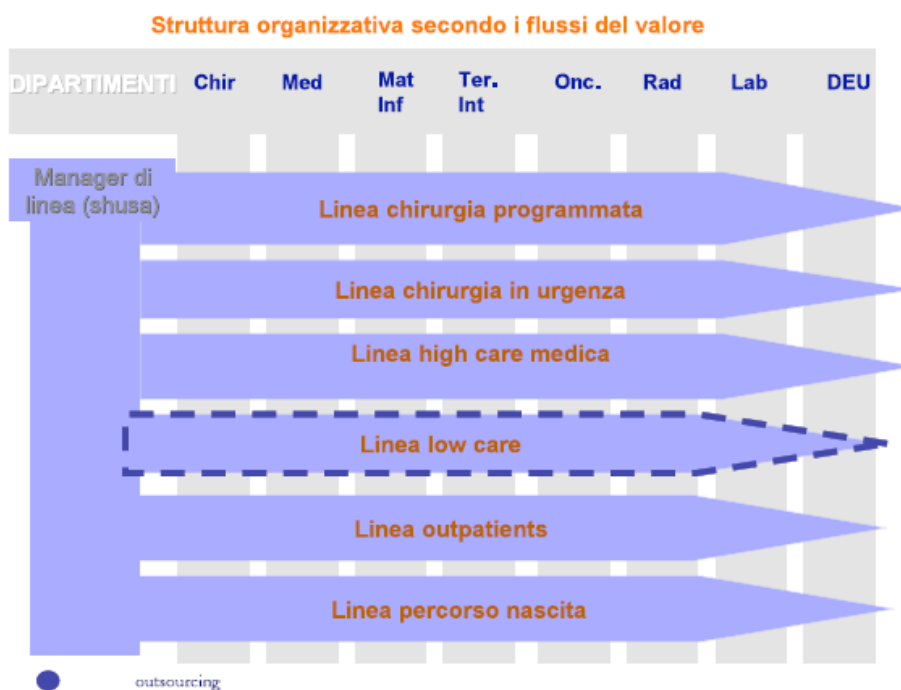 Struttura organizzativa secondo i flussi del valore
DIPARTIMENTI Chir Med Mat Ter. Onc. Rad Lab DEU
Inf Int
Manager di
linea (shusa)
Linea chirurgia programmata
Linea chirurgia in urgenza
Linea high care medica
Linea low care
Linea outpatients
Linea percorso nascita
outsourcing